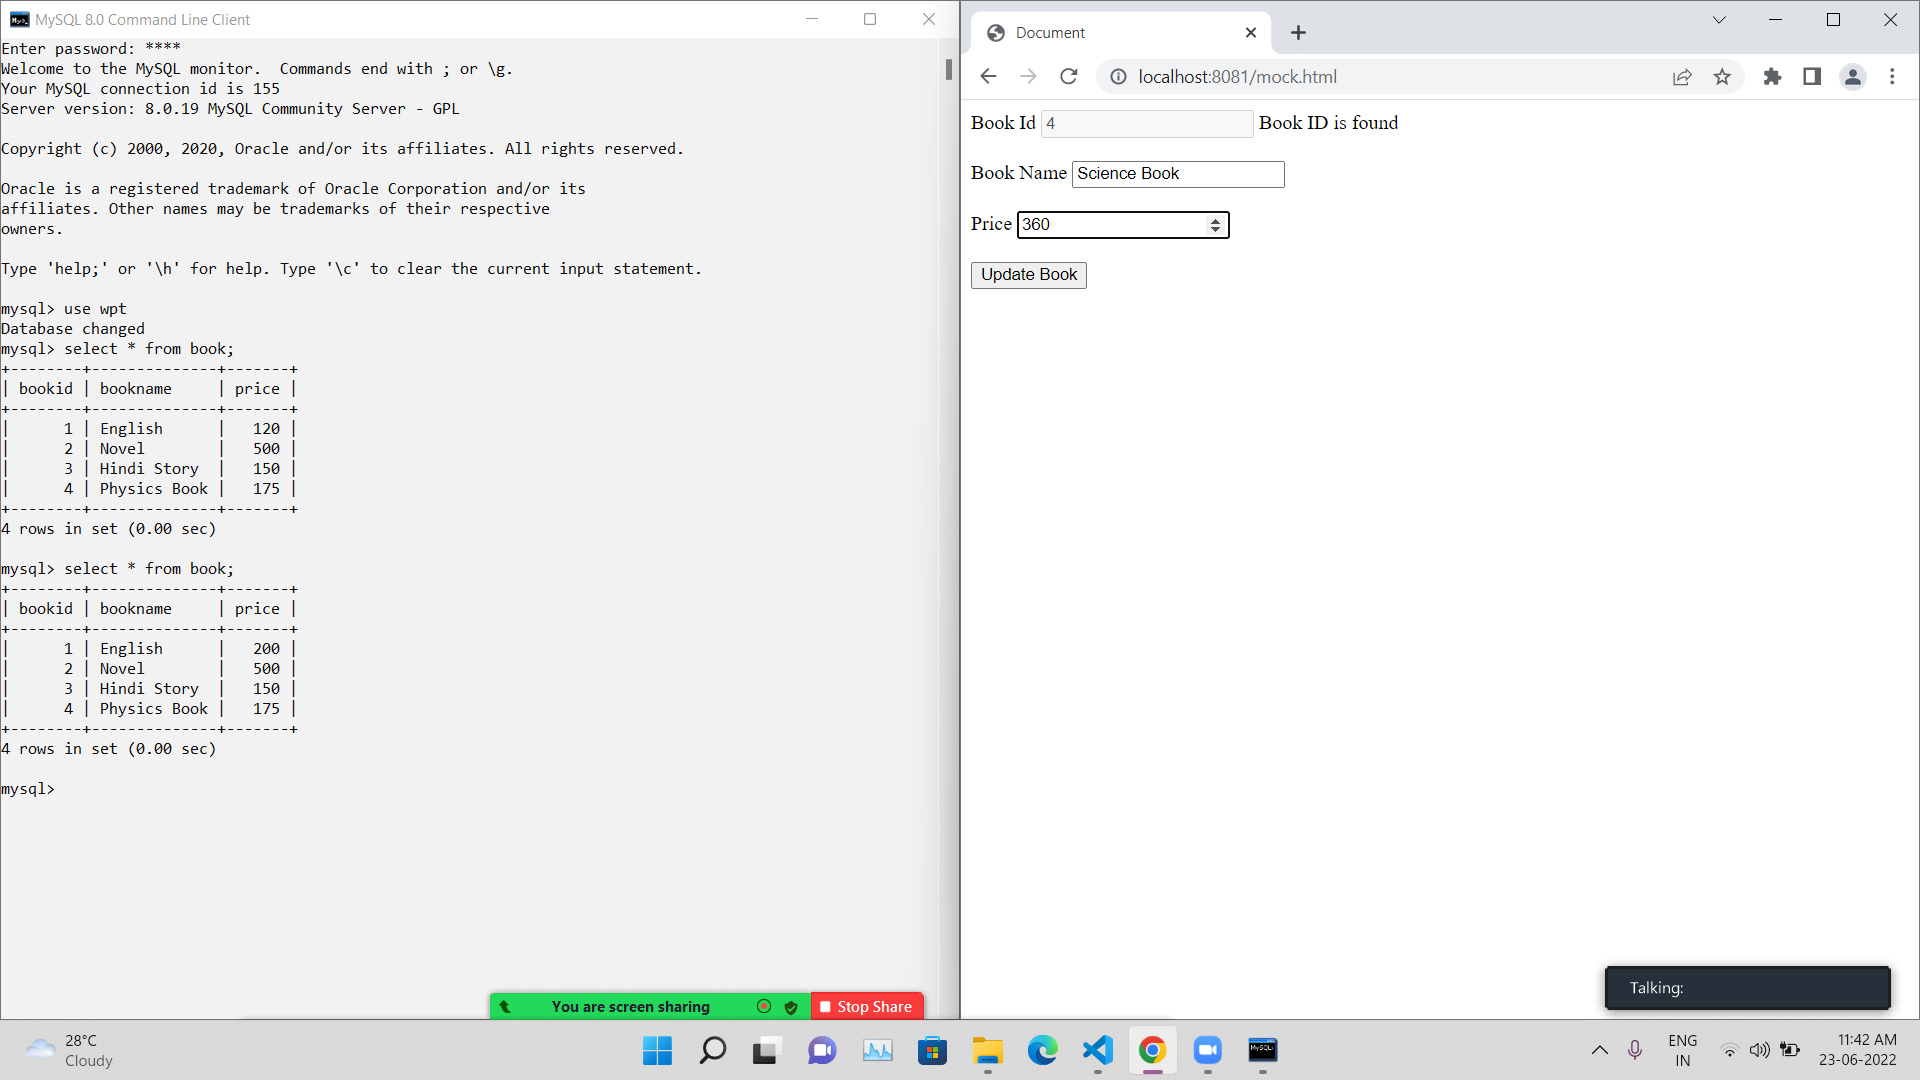 MySQL 8.0 Command Line Client
Enter password: ****
Welcome to the MySQL monitor.  Commands end with ; or \g.
Your MySQL connection id is 155
Server version: 8.0.19 MySQL Community Server - GPL
Copyright (c) 2000, 2020, Oracle and/or its affiliates. All rights reserved.
Oracle is a registered trademark of Oracle Corporation and/or its
affiliates. Other names may be trademarks of their respective
owners.
Type 'help;' or '\h' for help. Type '\c' to clear the current input statement.
mysql> use wpt
Database changed
mysql> select * from book;
+--------+--------------+-------+
| bookid | bookname     | price |
+--------+--------------+-------+
|      1 | English      |   120 |
|      2 | Novel        |   500 |
|      3 | Hindi Story  |   150 |
|      4 | Physics Book |   175 |
+--------+--------------+-------+
4 rows in set (0.00 sec)
mysql> select * from book;
+--------+--------------+-------+
| bookid | bookname     | price |
+--------+--------------+-------+
|      1 | English      |   200 |
|      2 | Novel        |   500 |
|      3 | Hindi Story  |   150 |
|      4 | Physics Book |   175 |
+--------+--------------+-------+
4 rows in set (0.00 sec)
mysql>
Document
localhost:8081/mock.html
Book Id 4 Book ID is found
Book Name Science Book
Price 360
Update Book
Talking:
You are screen sharing
Stop Share
28°C
Cloudy
MySQL
ENG
IN
11:42 AM
23-06-2022